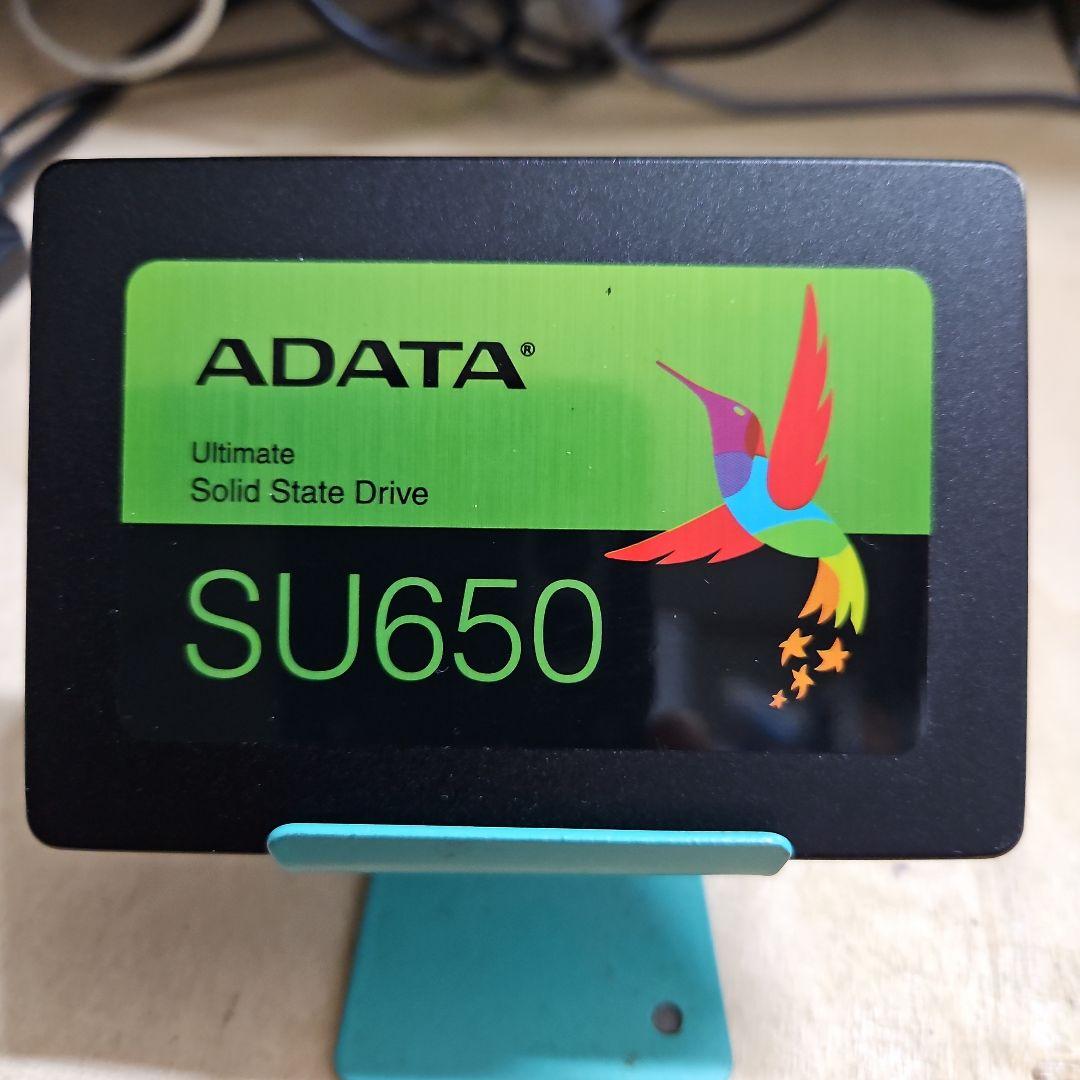 ADATA®
Ultimate
Solid State Drive
SU650